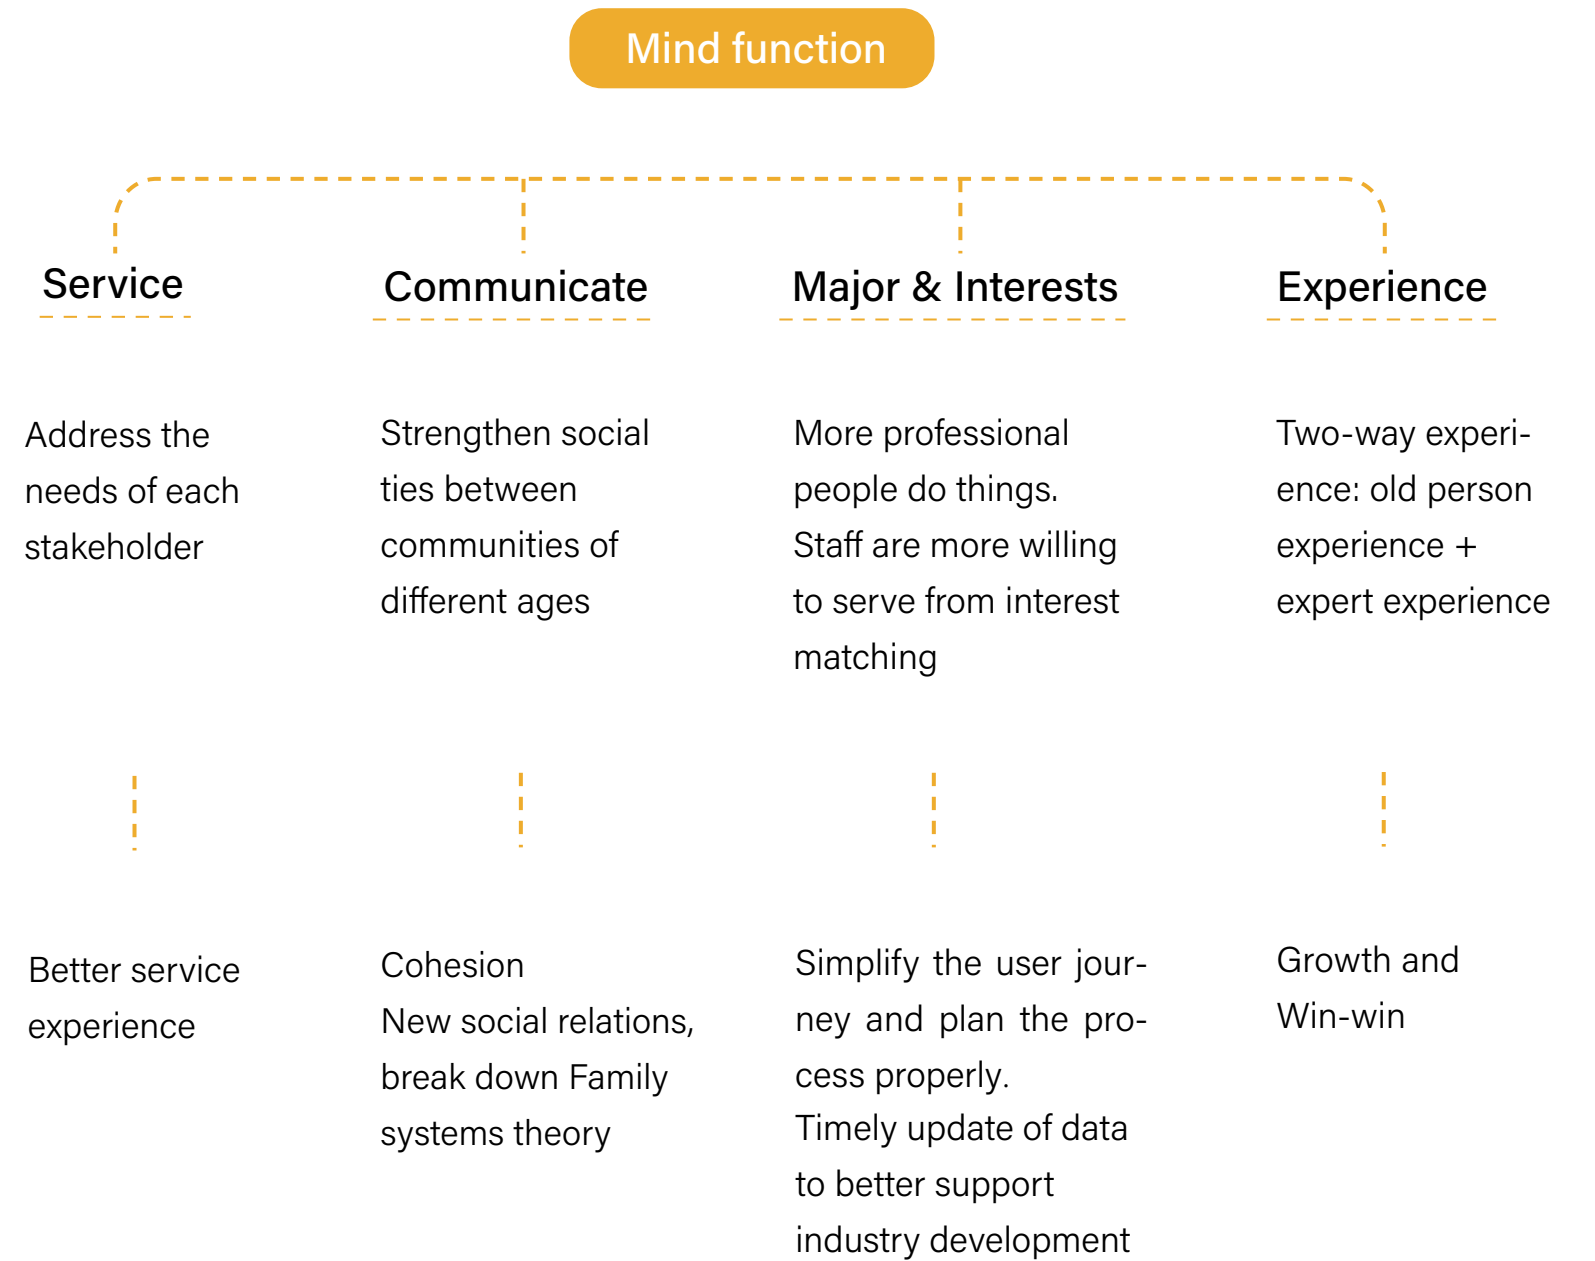 Mind function
Service
Communicate
Major & Interests
Experience
Address the
needs of each
stakeholder
Strengthen social
ties between
communities of
different ages
More professional
people do things.
Staff are more willing
to serve from interest
matching
Two-way experi-
ence: old person
experience +
expert experience
Better service
experience
Cohesion
New social relations,
break down Family
systems theory
Simplify the user jour-
ney and plan the pro-
cess properly.
Timely update of data
to better support
industry development
Growth and
Win-win